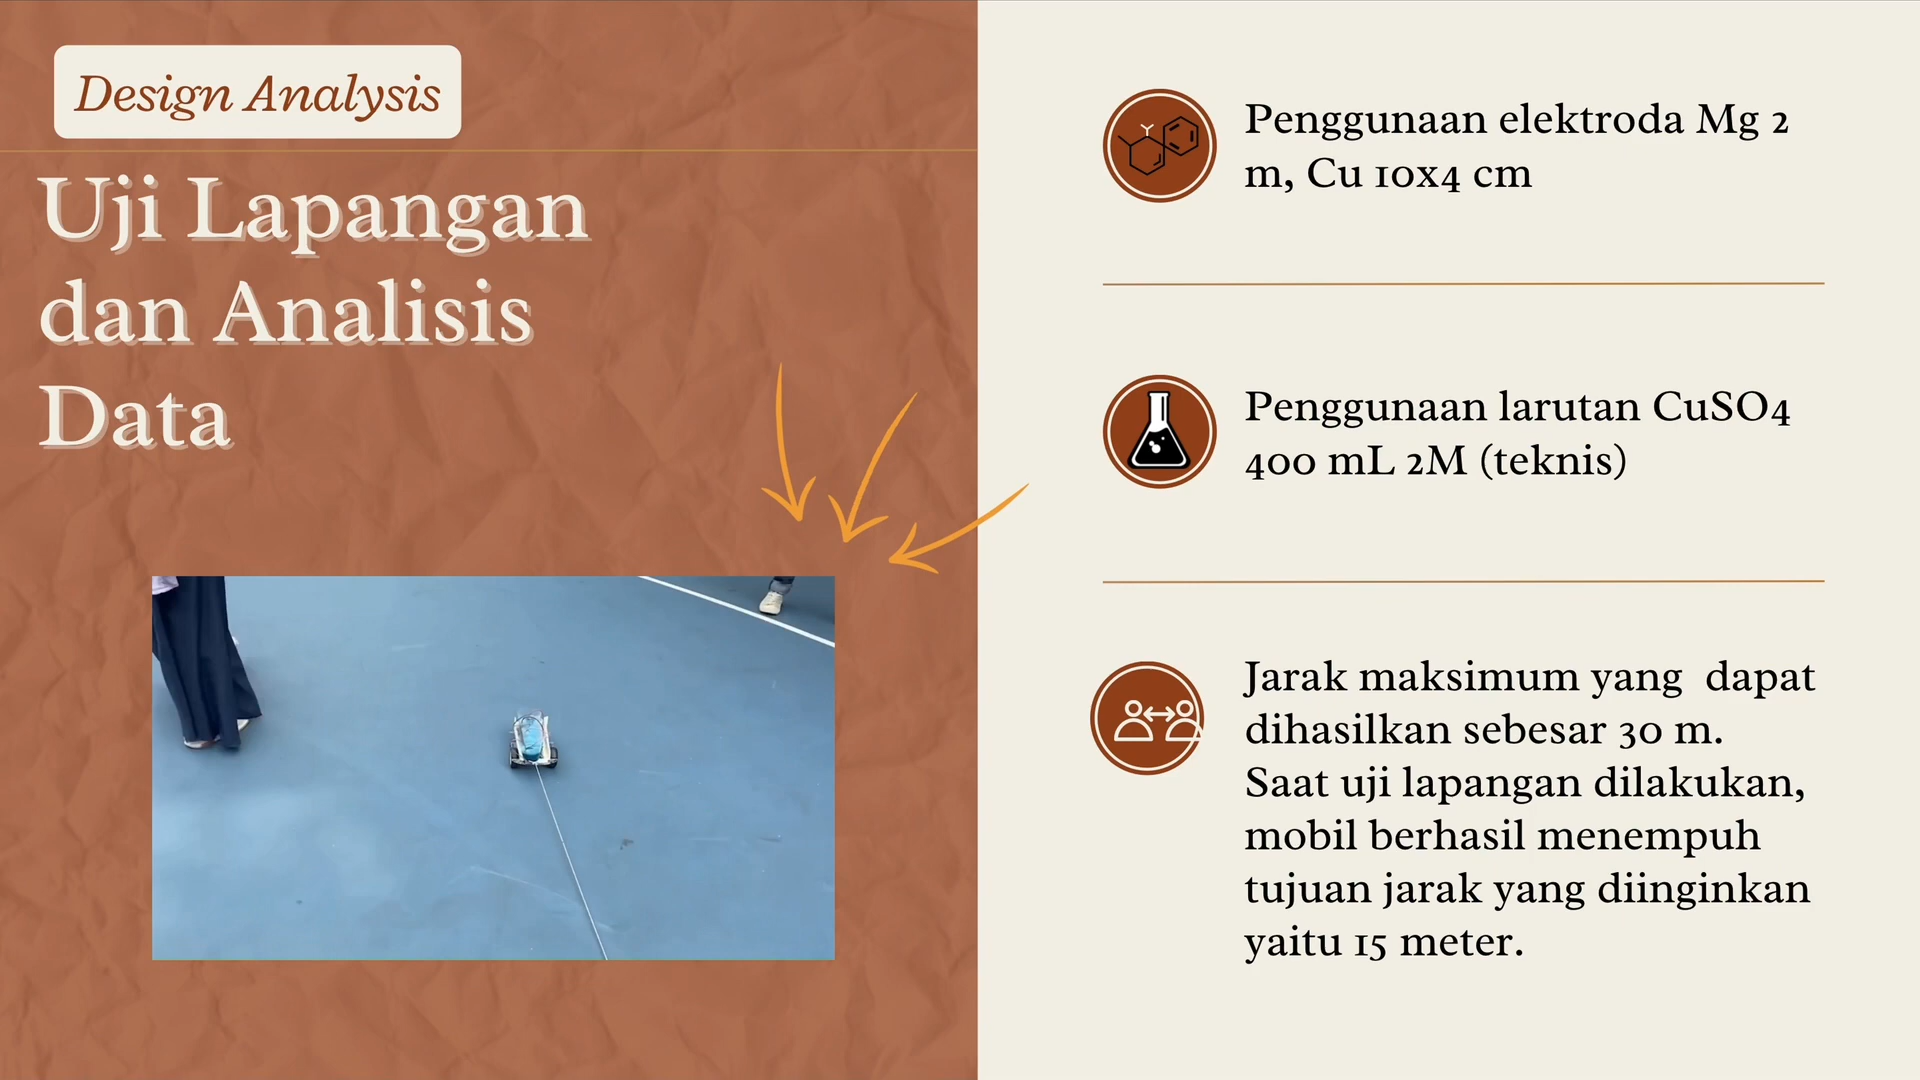 Design Analysis
Uji Lapangan
dan Analisis
Data
Penggunaan elektroda Mg 2
m, Cu 10x4 cm
Penggunaan larutan CuSO4
400 mL 2M (teknis)
Jarak maksimum yang  dapat
dihasilkan sebesar 30 m.
Saat uji lapangan dilakukan,
mobil berhasil menempuh
tujuan jarak yang diinginkan
yaitu 15 meter.